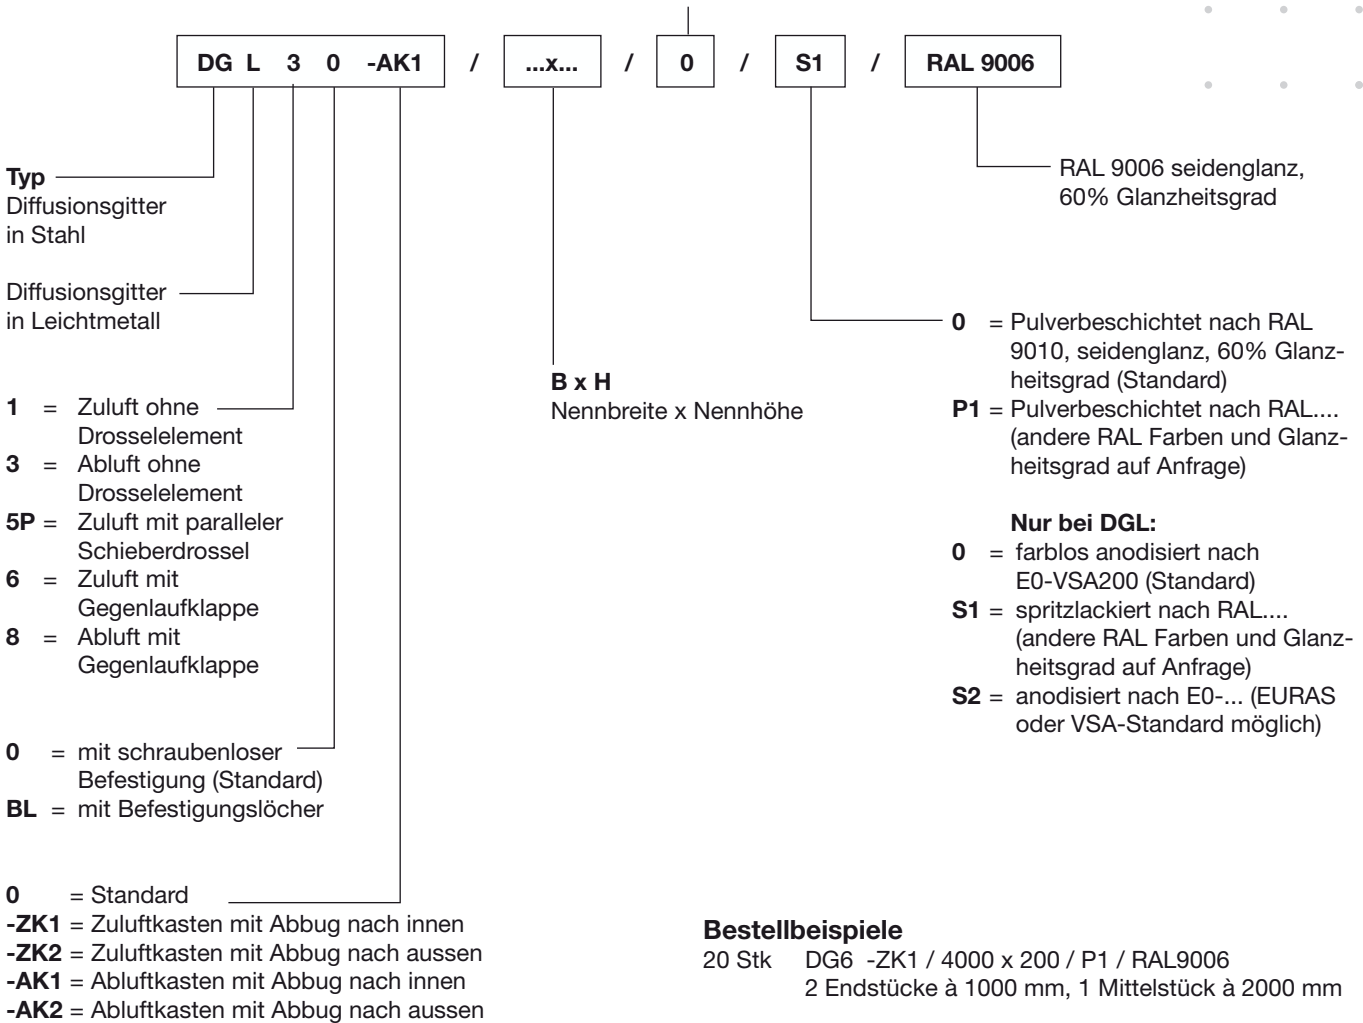 DG L 3 0 -AK1 / ...x... / 0 / S1 / RAL 9006
Typ
Diffusionsgitter
in Stahl
Diffusionsgitter
in Leichtmetall
1 = Zuluft ohne
Drosselelement
3 = Abluft ohne
Drosselelement
5P = Zuluft mit paralleler
Schieberdrossel
6 = Zuluft mit
Gegenlaufklappe
8 = Abluft mit
Gegenlaufklappe
0 = mit schraubenloser
Befestigung (Standard)
BL = mit Befestigungslöcher
0 = Standard
-ZK1 = Zuluftkasten mit Abbug nach innen
-ZK2 = Zuluftkasten mit Abbug nach aussen
-AK1 = Abluftkasten mit Abbug nach innen
-AK2 = Abluftkasten mit Abbug nach aussen
B x H
Nennbreite x Nennhöhe
RAL 9006 seidenglanz,
60% Glanzheitsgrad
0 = Pulverbeschichtet nach RAL
9010, seidenglanz, 60% Glanz-
heitsgrad (Standard)
P1 = Pulverbeschichtet nach RAL....
(andere RAL Farben und Glanz-
heitsgrad auf Anfrage)
Nur bei DGL:
0 = farblos anodisiert nach
E0-VSA200 (Standard)
S1 = spritzlackiert nach RAL....
(andere RAL Farben und Glanz-
heitsgrad auf Anfrage)
S2 = anodisiert nach E0-... (EURAS
oder VSA-Standard möglich)
Bestellbeispiele
20 Stk DG6 -ZK1 / 4000 x 200 / P1 / RAL9006
2 Endstücke à 1000 mm, 1 Mittelstück à 2000 mm